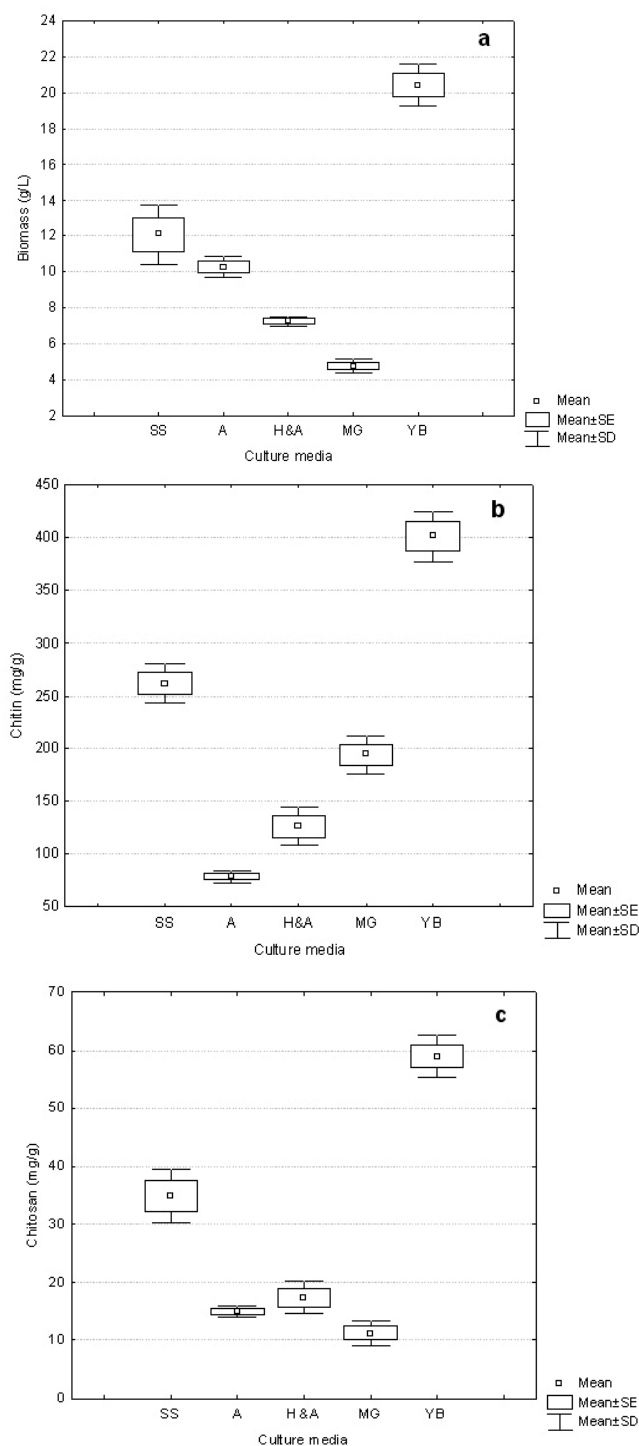 a
24
22
20
18
16
14
12
10
8
6
4
2
Biomass (g/L)
SS A H&A MG YB
Culture media
Mean
Mean±SE
Mean±SD
b
450
400
350
300
250
200
150
100
50
Chitin (mg/g)
SS A H&A MG YB
Culture media
Mean
Mean±SE
Mean±SD
c
70
60
50
40
30
20
10
0
Chitosan (mg/g)
SS A H&A MG YB
Culture media
Mean
Mean±SE
Mean±SD